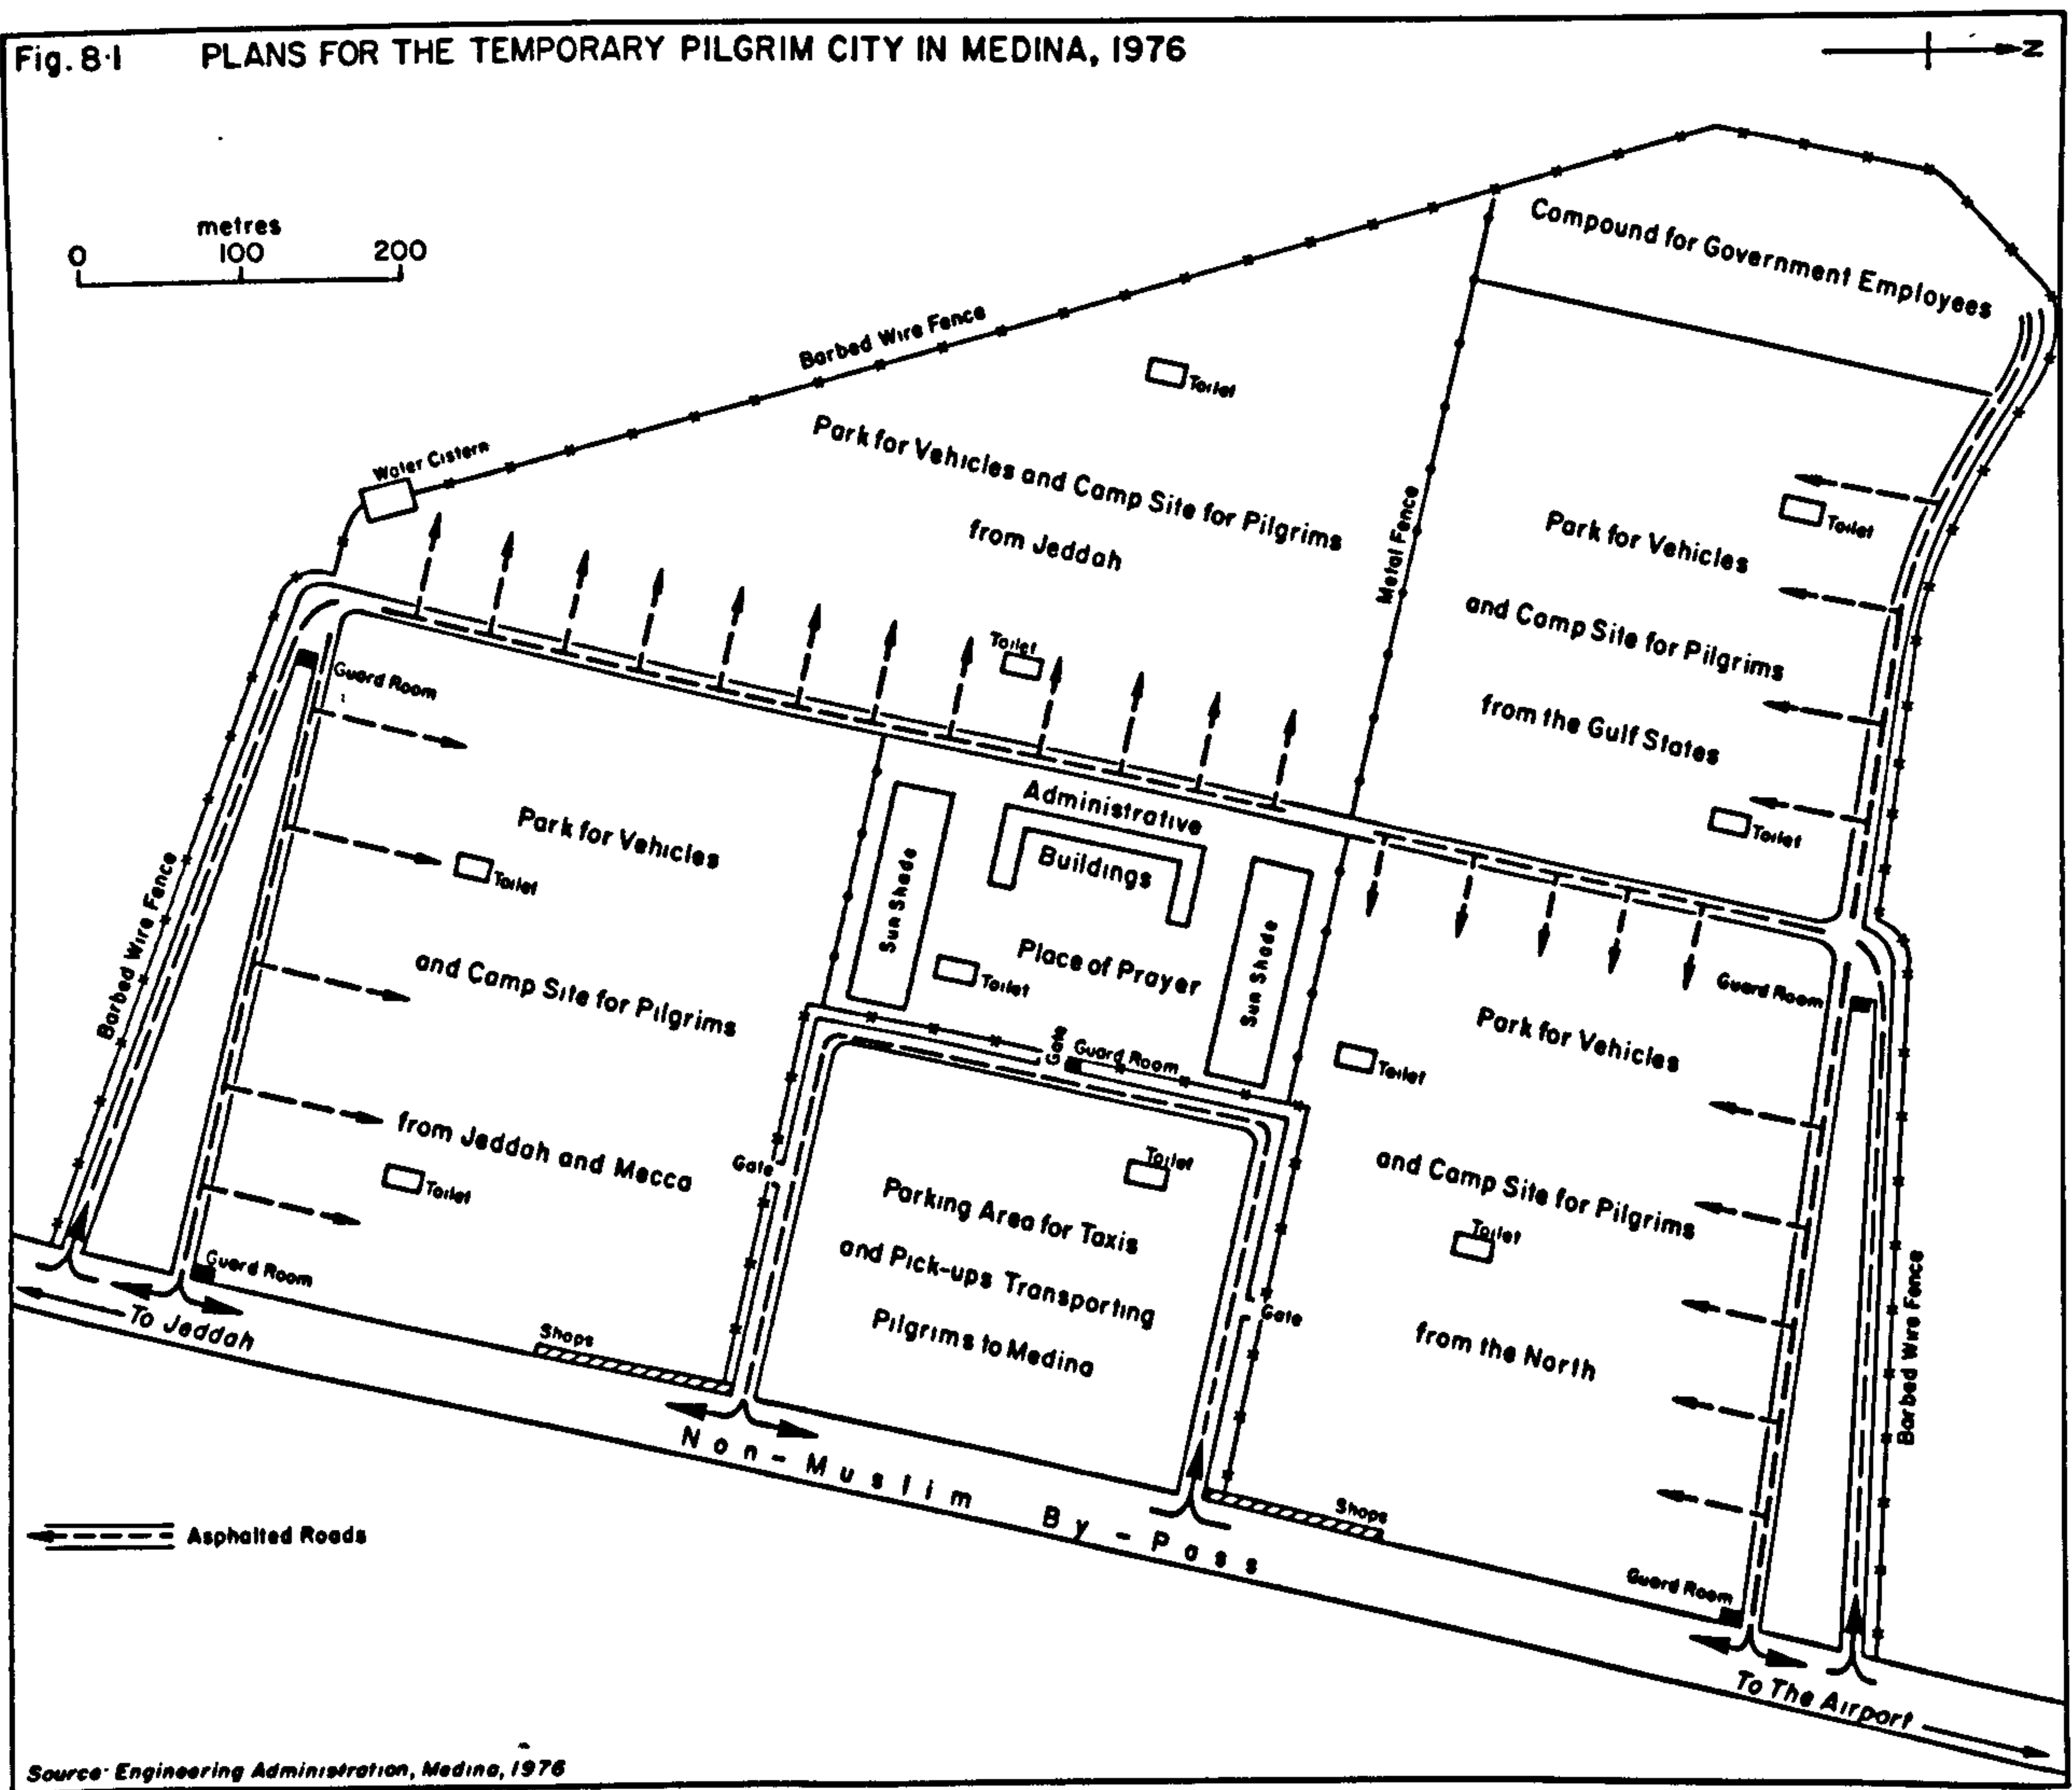 Fig. 8·1 PLANS FOR THE TEMPORARY PILGRIM CITY IN MEDINA, 1976
N
metres
0 100 200
Compound for Government Employees
Barbed Wire Fence
Toilet
Water Cistern
Park for Vehicles and Camp Site for Pilgrims
from Jeddah
Metal Fence
Toilet
Park for Vehicles
Toilet
and Camp Site for Pilgrims
from the Gulf States
Toilet
Guard Room
Park for Vehicles
Toilet
and Camp Site for Pilgrims
from Jeddah and Mecca
Toilet
Barbed Wire Fence
Guard Room
Administrative
Buildings
Sun Shade
Place of Prayer
Toilet
Sun Shade
Gate
Guard Room
Guard Room
Park for Vehicles
Toilet
and Camp Site for Pilgrims
Toilet
from the North
Barbed Wire Fence
Gate
Toilet
Parking Area for Taxis
and Pick-ups Transporting
Pilgrims to Medina
Gate
Shops
Shops
Guard Room
To Jeddah
Non-Muslim By-Pass
To The Airport
Asphalted Roads
Source: Engineering Administration, Medina, 1976